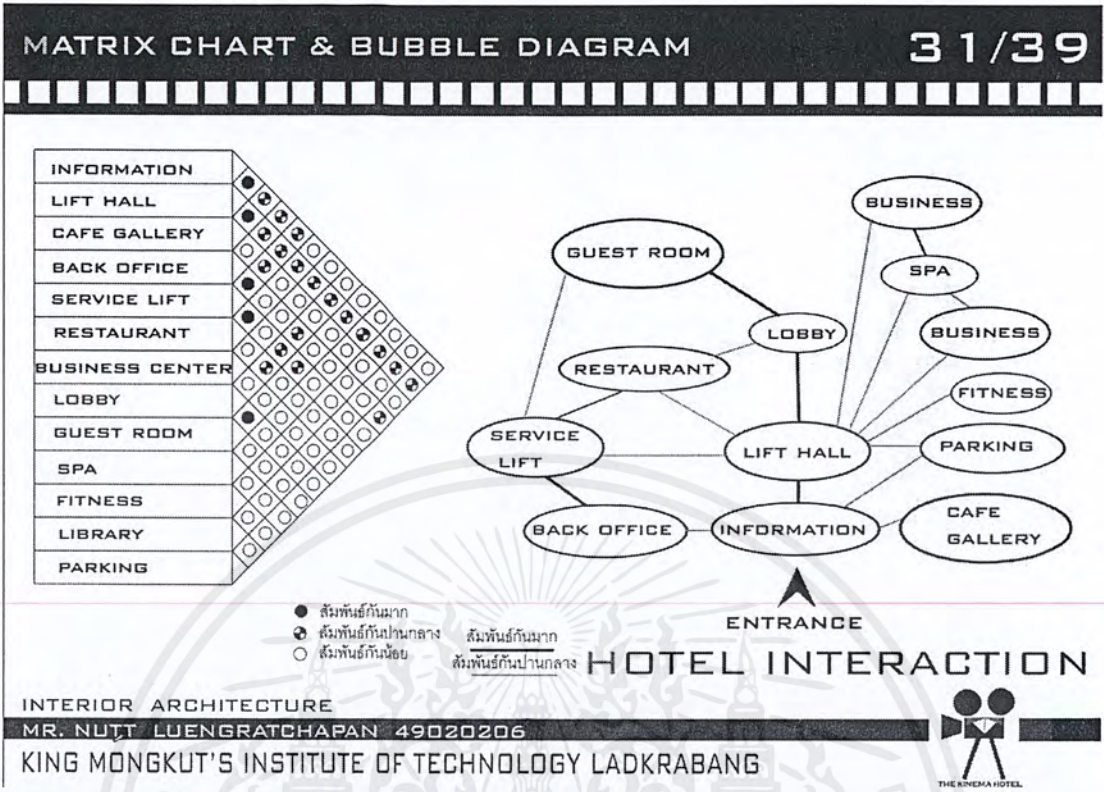 MATRIX CHART & BUBBLE DIAGRAM
31/39
INFORMATION
LIFT HALL
CAFE GALLERY
BACK OFFICE
SERVICE LIFT
RESTAURANT
BUSINESS CENTER
LOBBY
GUEST ROOM
SPA
FITNESS
LIBRARY
PARKING
BUSINESS
GUEST ROOM
SPA
LOBBY
BUSINESS
RESTAURANT
FITNESS
SERVICE
LIFT
LIFT HALL
PARKING
BACK OFFICE
INFORMATION
CAFE
GALLERY
ENTRANCE
สัมพันธ์กันมาก
สัมพันธ์กันปานกลาง
สัมพันธ์กันน้อย
สัมพันธ์กันมาก
สัมพันธ์กันปานกลาง
HOTEL INTERACTION
INTERIOR ARCHITECTURE
MR. NUTT LUENGRATCHAPAN 49020206
KING MONGKUT'S INSTITUTE OF TECHNOLOGY LADKRABANG
THE KINEMA HOTEL